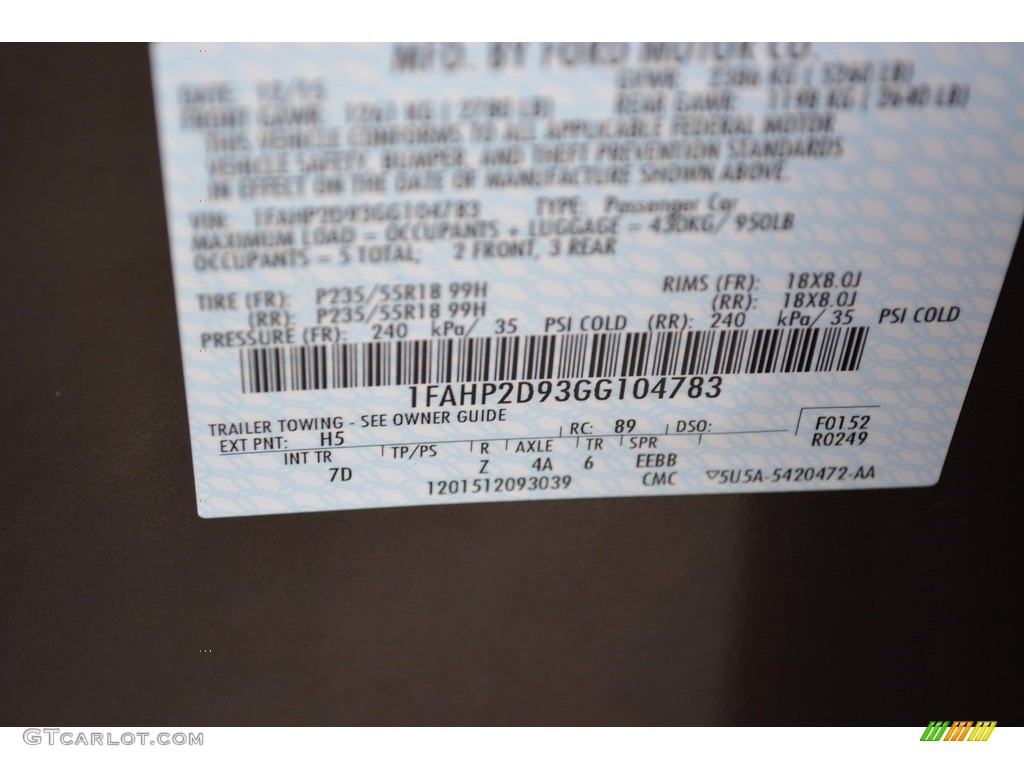 MFD. BY FORD MOTOR CO.
DATE: 12/15 GVWR: 2386 KG ( 5260 LB)
FRONT GAWR: 1261 KG ( 2780 LB) REAR GAWR: 1198 KG ( 2640 LB)
THIS VEHICLE CONFORMS TO ALL APPLICABLE FEDERAL MOTOR
VEHICLE SAFETY, BUMPER, AND THEFT PREVENTION STANDARDS
IN EFFECT ON THE DATE OF MANUFACTURE SHOWN ABOVE.
VIN: 1FAHP2D93GG104783 TYPE: Passenger Car
MAXIMUM LOAD = OCCUPANTS + LUGGAGE = 430KG/ 950LB
OCCUPANTS = 5 TOTAL; 2 FRONT, 3 REAR
TIRE (FR): P235/55R18 99H RIMS (FR): 18X8.0J
(RR): P235/55R18 99H (RR): 18X8.0J
PRESSURE (FR): 240 kPa/ 35 PSI COLD (RR): 240 kPa/ 35 PSI COLD
1FAHP2D93GG104783
TRAILER TOWING - SEE OWNER GUIDE
EXT PNT: H5 RC: 89 DSO: F0152
R0249
INT TR TP/PS R AXLE TR SPR
7D Z 4A 6 EEBB
1201512093039 CMC ▽5U5A-5420472-AA
GTCARLOT.COM